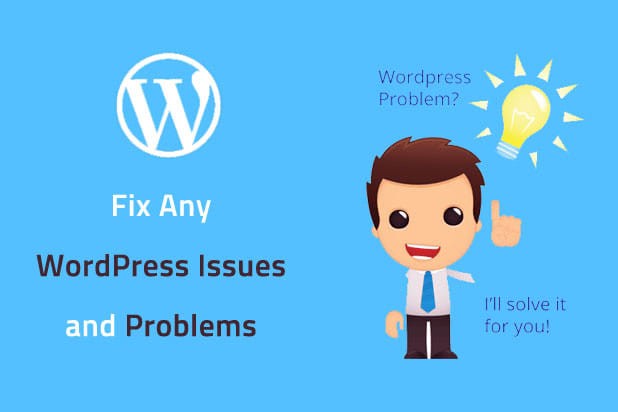 Fix Any
WordPress Issues
and Problems
Wordpress
Problem?
I'll solve it
for you!